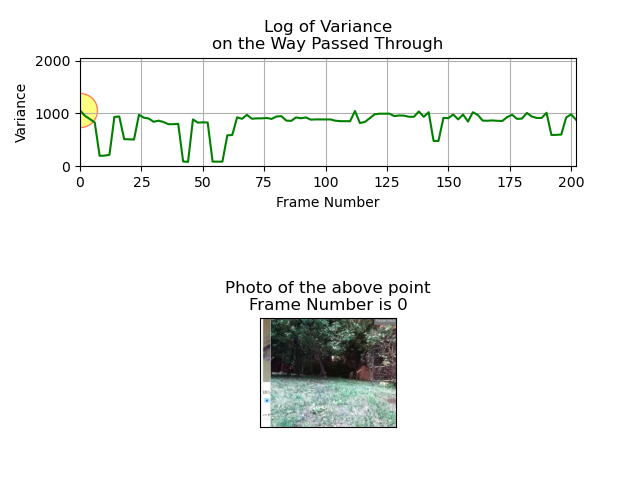 Log of Variance
on the Way Passed Through
2000
1000
0
Variance
0 25 50 75 100 125 150 175 200
Frame Number
Photo of the above point
Frame Number is 0